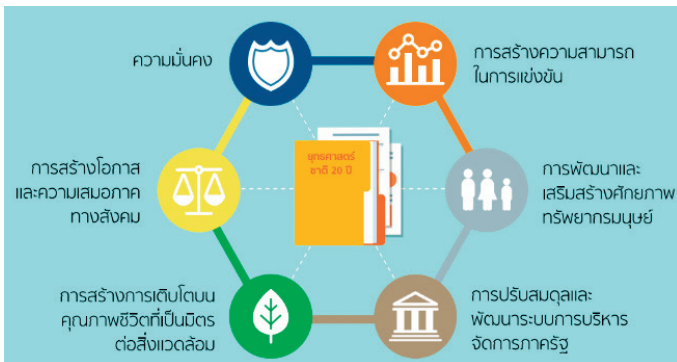 ความมั่นคง
การสร้างความสามารถ
ในการแข่งขัน
ยุทธศาสตร์
ชาติ 20 ปี
การสร้างโอกาส
และความเสมอภาค
ทางสังคม
การพัฒนาและ
เสริมสร้างศักยภาพ
ทรัพยากรมนุษย์
การสร้างการเติบโตบน
คุณภาพชีวิตที่เป็นมิตร
ต่อสิ่งแวดล้อม
การปรับสมดุลและ
พัฒนาระบบการบริหาร
จัดการภาครัฐ